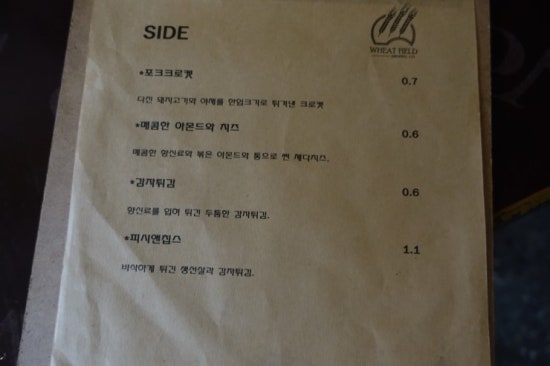 SIDE
WHEAT FIELD
*포크크로켓 0.7
다진 돼지고기와 야채를 한입크기로 튀겨낸 크로켓
*매콤한 아몬드와 치즈 0.6
매콤한 향신료와 볶은 아몬드와 통으로 썬 체다치즈.
*감자튀김 0.6
향신료를 입혀 튀긴 두툼한 감자튀김.
*피시앤칩스 1.1
바삭하게 튀긴 생선살과 감자튀김.